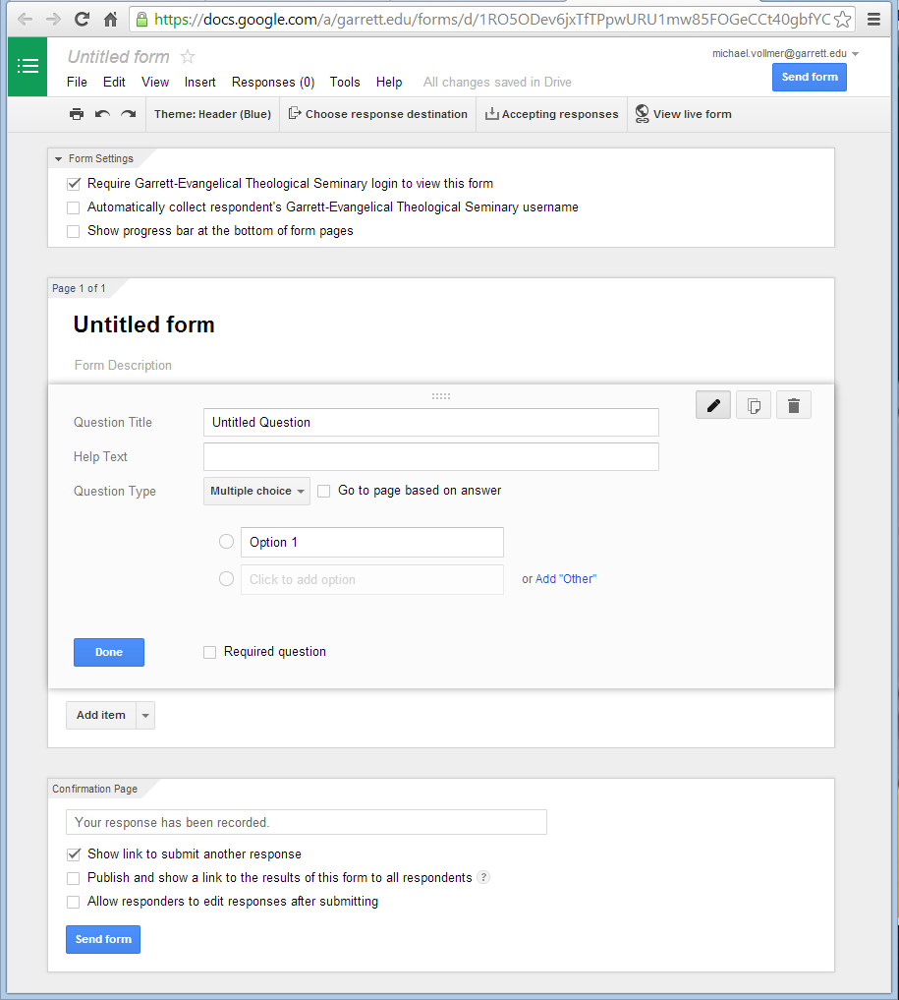 https://docs.google.com/a/garrett.edu/forms/d/1RO5ODev6jxTfTPpwURU1mw85FOGeCCt40gbfYC
Untitled form
michael.vollmer@garrett.edu
File Edit View Insert Responses (0) Tools Help All changes saved in Drive
Send form
Theme: Header (Blue) Choose response destination Accepting responses View live form
Form Settings
Require Garrett-Evangelical Theological Seminary login to view this form
Automatically collect respondent's Garrett-Evangelical Theological Seminary username
Show progress bar at the bottom of form pages
Page 1 of 1
Untitled form
Form Description
Question Title Untitled Question
Help Text
Question Type Multiple choice Go to page based on answer
Option 1
Click to add option or Add "Other"
Done Required question
Add item
Confirmation Page
Your response has been recorded.
Show link to submit another response
Publish and show a link to the results of this form to all respondents ?
Allow responders to edit responses after submitting
Send form